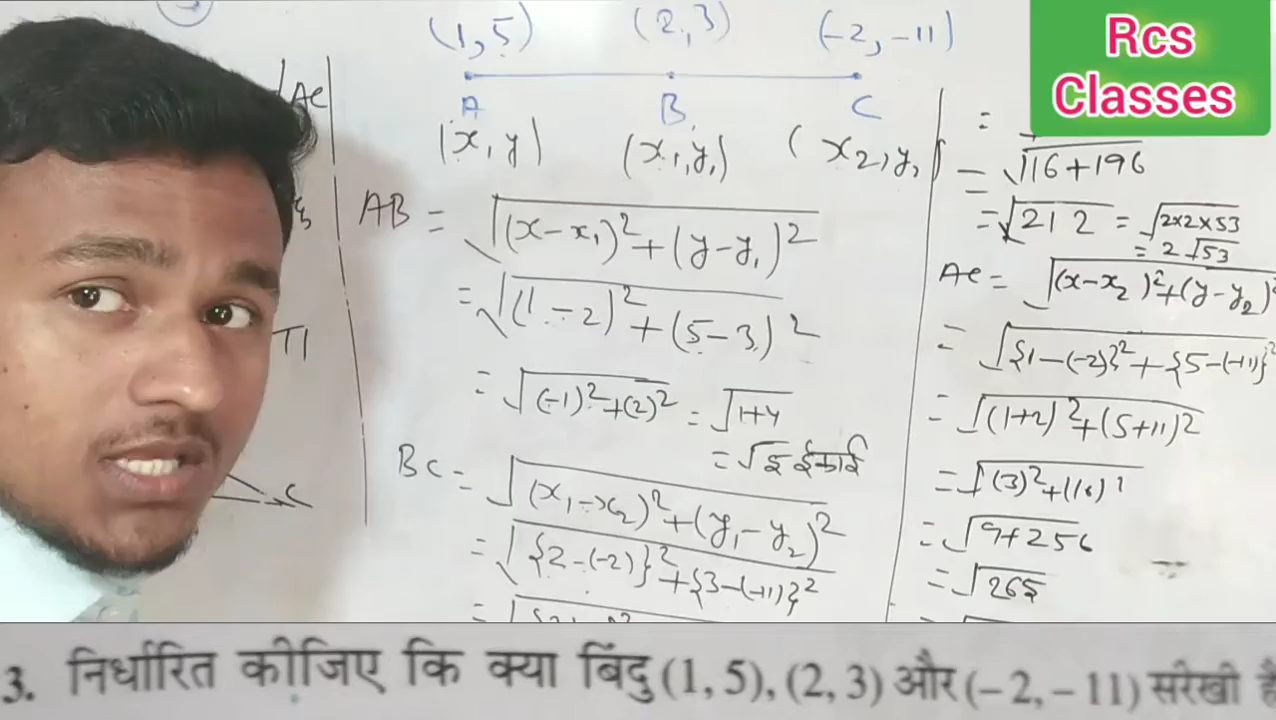 (1,5) (2,3) (-2,-11)
A B C
(x,y) (x₁,y₁) (x₂,y₂)
AB = √(x-x₁)²+(y-y₁)²
= √(1-2)²+(5-3)²
= √(-1)²+(2)² = √1+4
= √5 ईकाई
BC = √(x₁-x₂)²+(y₁-y₂)²
= √{2-(-2)}²+{3-(-11)}²
Rcs
Classes
= √16+196
= √212 = √2×2×53
= 2√53
AC = √(x-x₂)²+(y-y₂)²
= √{1-(-2)}²+{5-(-11)}²
= √(1+2)²+(5+11)²
= √(3)²+(16)²
= √9+256
= √265
AC
C
3. निर्धारित कीजिए कि क्या बिंदु (1, 5), (2, 3) और (– 2, – 11) सरेखी है